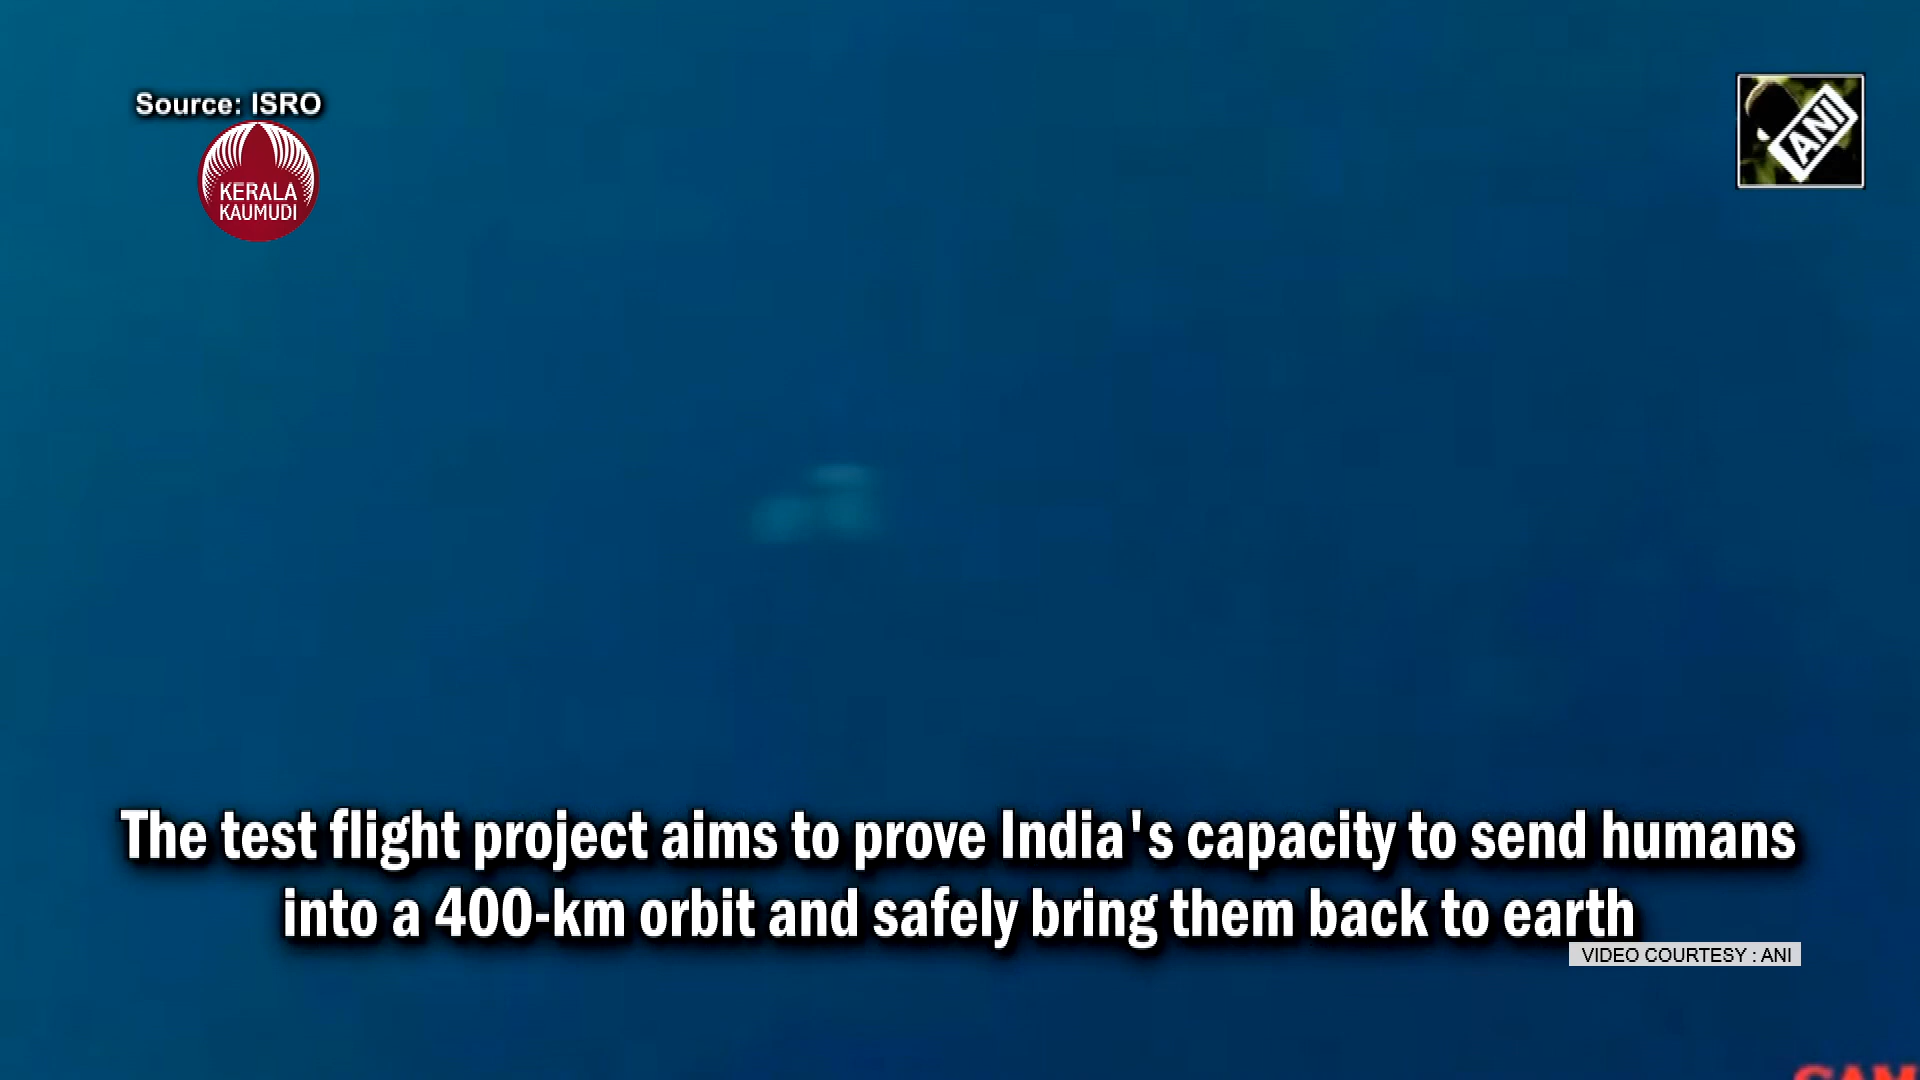 Source: ISRO
KERALA
KAUMUDI
ANI
The test flight project aims to prove India's capacity to send humans
into a 400-km orbit and safely bring them back to earth
VIDEO COURTESY : ANI